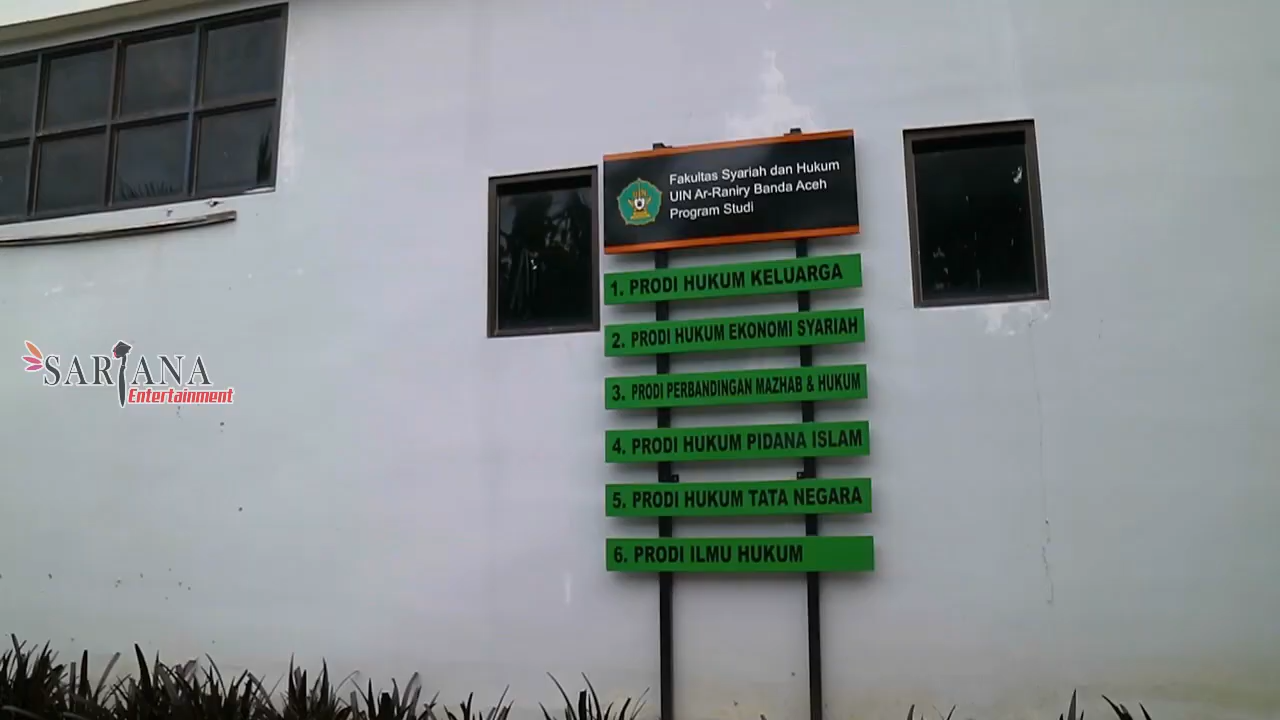 Fakultas Syariah dan Hukum
UIN Ar-Raniry Banda Aceh
Program Studi
1. PRODI HUKUM KELUARGA
2. PRODI HUKUM EKONOMI SYARIAH
3. PRODI PERBANDINGAN MAZHAB & HUKUM
4. PRODI HUKUM PIDANA ISLAM
5. PRODI HUKUM TATA NEGARA
6. PRODI ILMU HUKUM
SARIANA
Entertainment